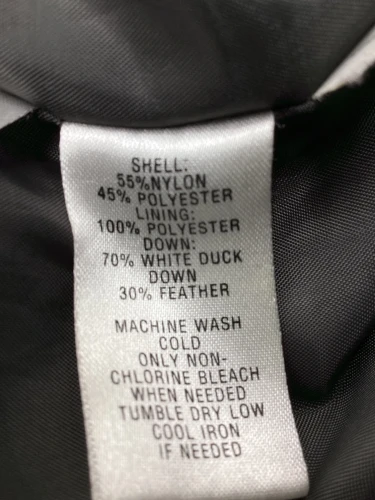 SHELL:
55%NYLON
45% POLYESTER
LINING:
100% POLYESTER
DOWN:
70% WHITE DUCK
DOWN
30% FEATHER
MACHINE WASH
COLD
ONLY NON-
CHLORINE BLEACH
WHEN NEEDED
TUMBLE DRY LOW
COOL IRON
IF NEEDED